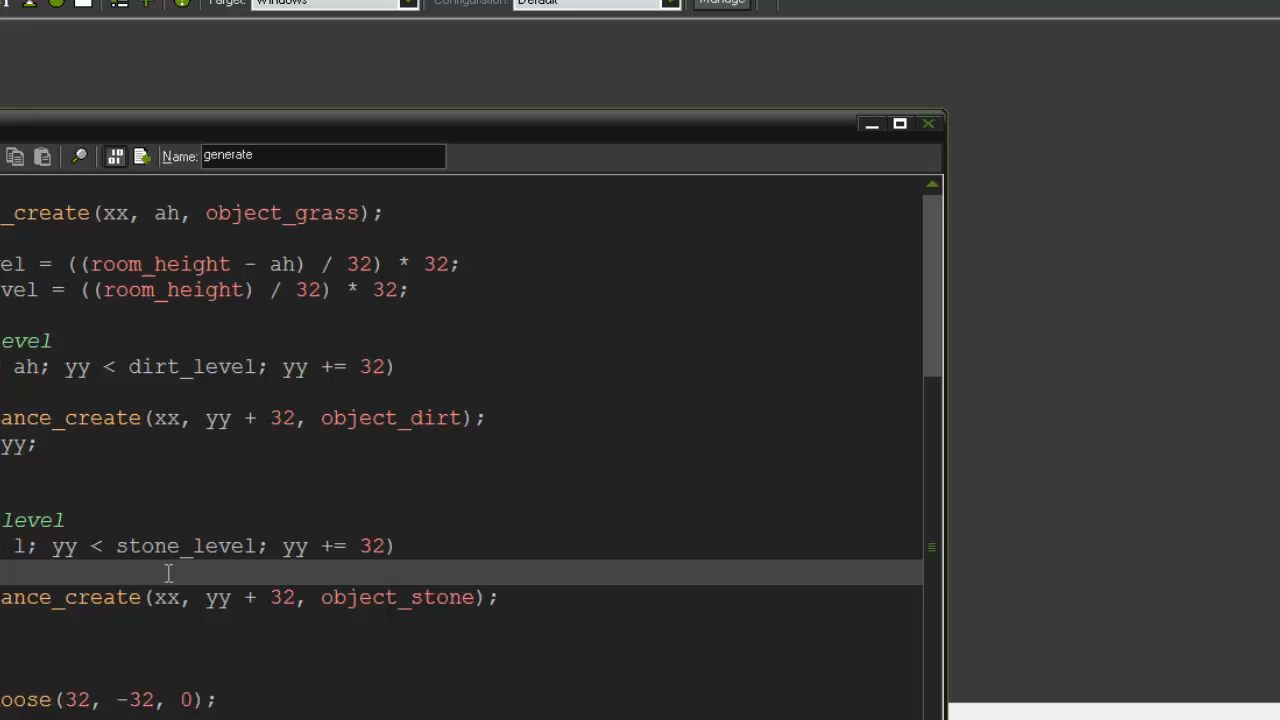 Target: Windows Configuration: Default Manage
Name: generate
_create(xx, ah, object_grass);
vel = ((room_height - ah) / 32) * 32;
vel = ((room_height) / 32) * 32;
evel
ah; yy < dirt_level; yy += 32)
ance_create(xx, yy + 32, object_dirt);
yy;
level
l; yy < stone_level; yy += 32)
ance_create(xx, yy + 32, object_stone);
oose(32, -32, 0);